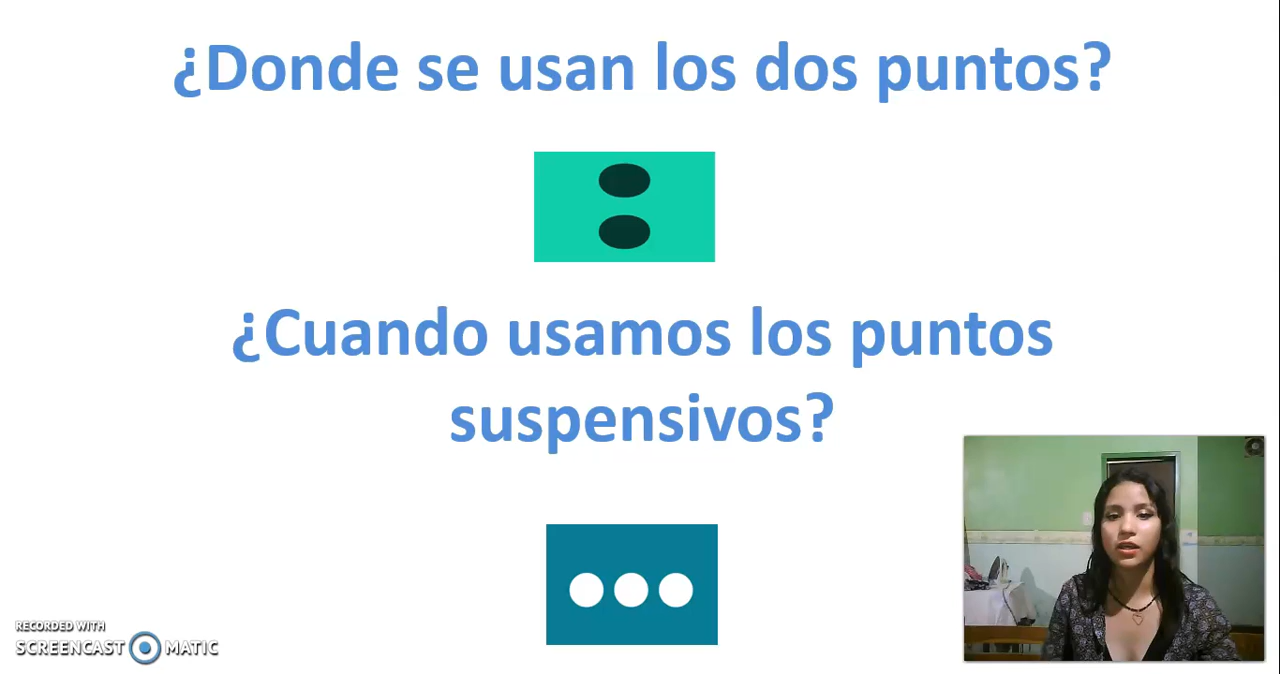 ¿Donde se usan los dos puntos?
:
¿Cuando usamos los puntos
suspensivos?
...
RECORDED WITH
SCREENCAST MATIC